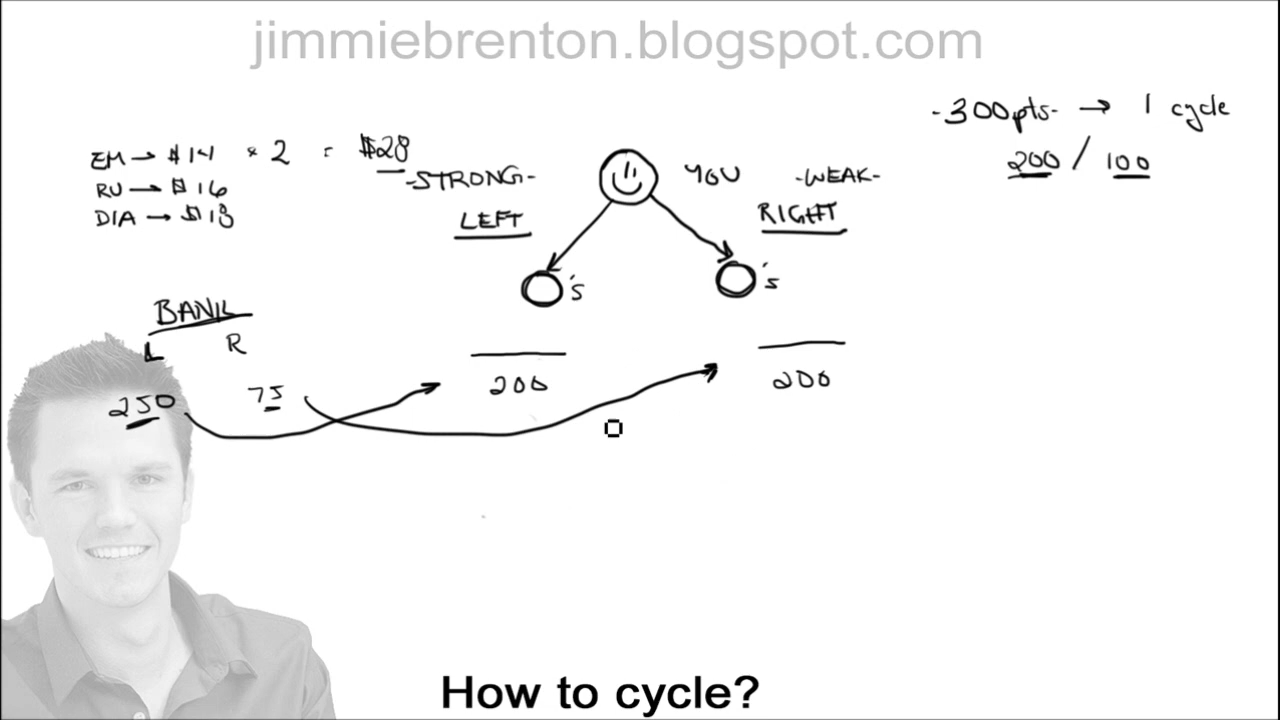 jimmiebrenton.blogspot.com
-300pts- → 1 cycle
200 / 100
EM → $14 * 2 = $28
RU → $16
DIA → $18
YOU
-STRONG-
LEFT
-WEAK-
RIGHT
's 's
BANK
L R
250 75
200 200
How to cycle?